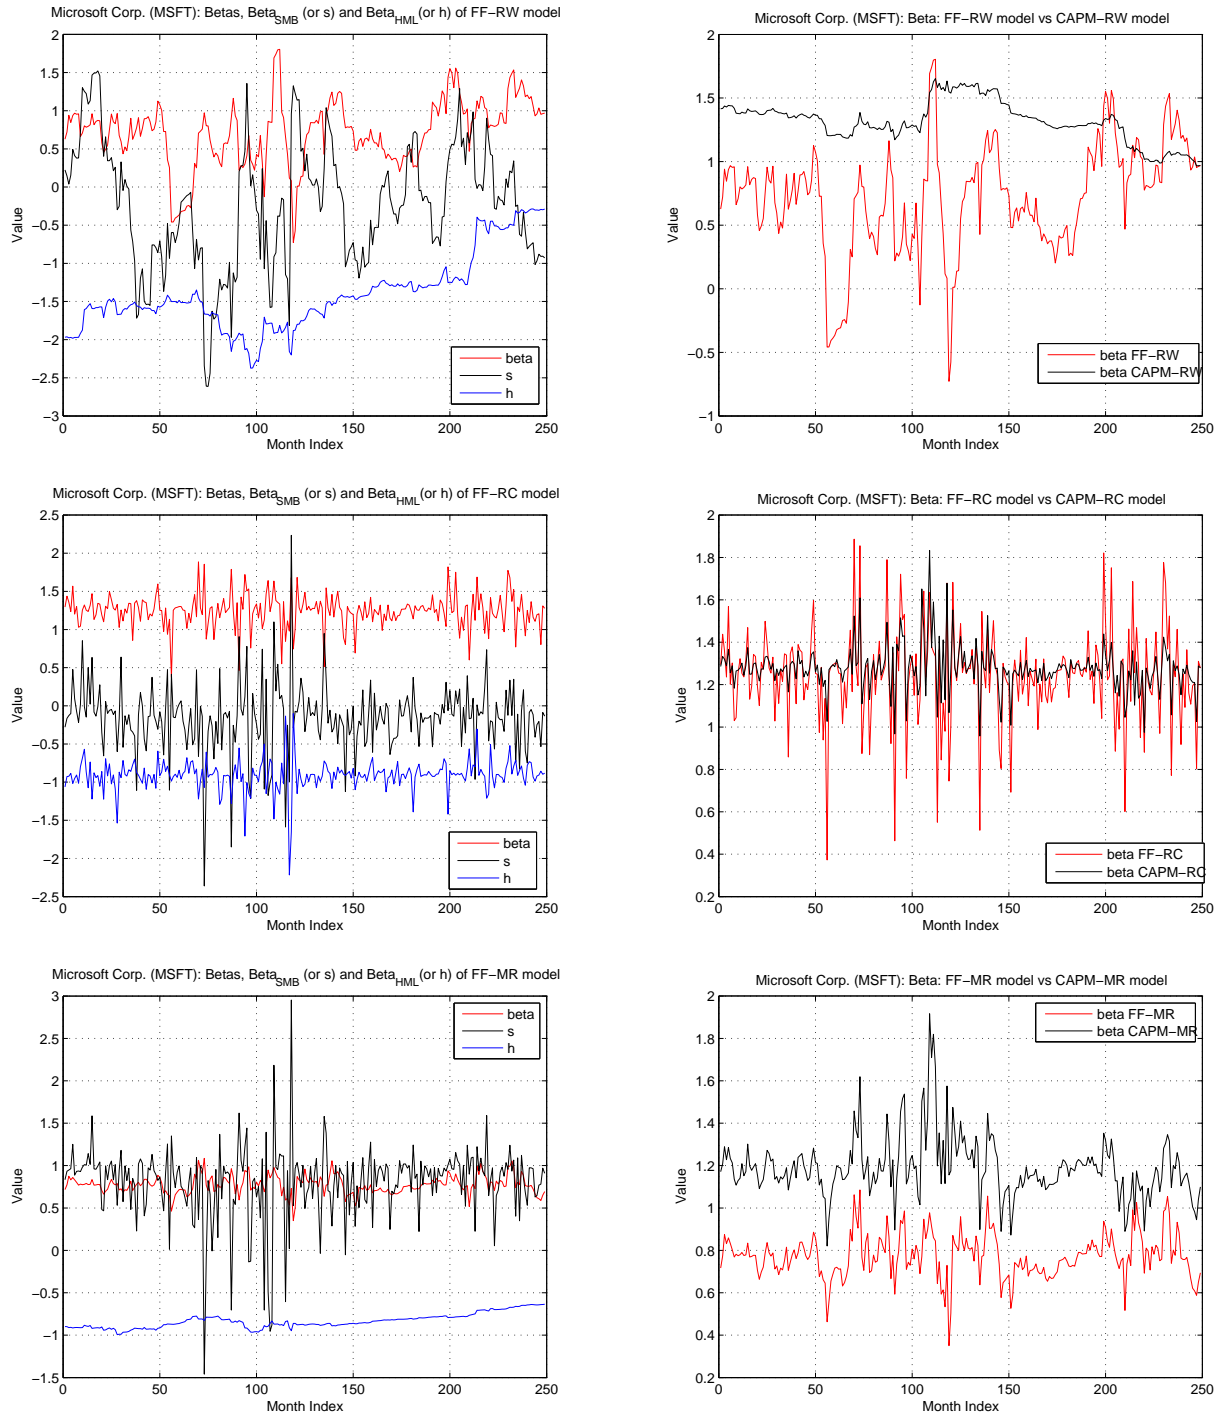 Microsoft Corp. (MSFT): Betas, Beta_SMB (or s) and Beta_HML(or h) of FF−RW model
2
1.5
1
0.5
0
−0.5
−1
−1.5
−2
−2.5
−3
Value
0 50 100 150 200 250
Month Index
beta
s
h
Microsoft Corp. (MSFT): Beta: FF−RW model vs CAPM−RW model
2
1.5
1
0.5
0
−0.5
−1
Value
0 50 100 150 200 250
Month Index
beta FF−RW
beta CAPM−RW
Microsoft Corp. (MSFT): Betas, Beta_SMB (or s) and Beta_HML(or h) of FF−RC model
2.5
2
1.5
1
0.5
0
−0.5
−1
−1.5
−2
−2.5
Value
0 50 100 150 200 250
Month Index
beta
s
h
Microsoft Corp. (MSFT): Beta: FF−RC model vs CAPM−RC model
2
1.8
1.6
1.4
1.2
1
0.8
0.6
0.4
0.2
Value
0 50 100 150 200 250
Month Index
beta FF−RC
beta CAPM−RC
Microsoft Corp. (MSFT): Betas, Beta_SMB (or s) and Beta_HML(or h) of FF−MR model
3
2.5
2
1.5
1
0.5
0
−0.5
−1
−1.5
Value
0 50 100 150 200 250
Month Index
beta
s
h
Microsoft Corp. (MSFT): Beta: FF−MR model vs CAPM−MR model
2
1.8
1.6
1.4
1.2
1
0.8
0.6
0.4
0.2
Value
0 50 100 150 200 250
Month Index
beta FF−MR
beta CAPM−MR